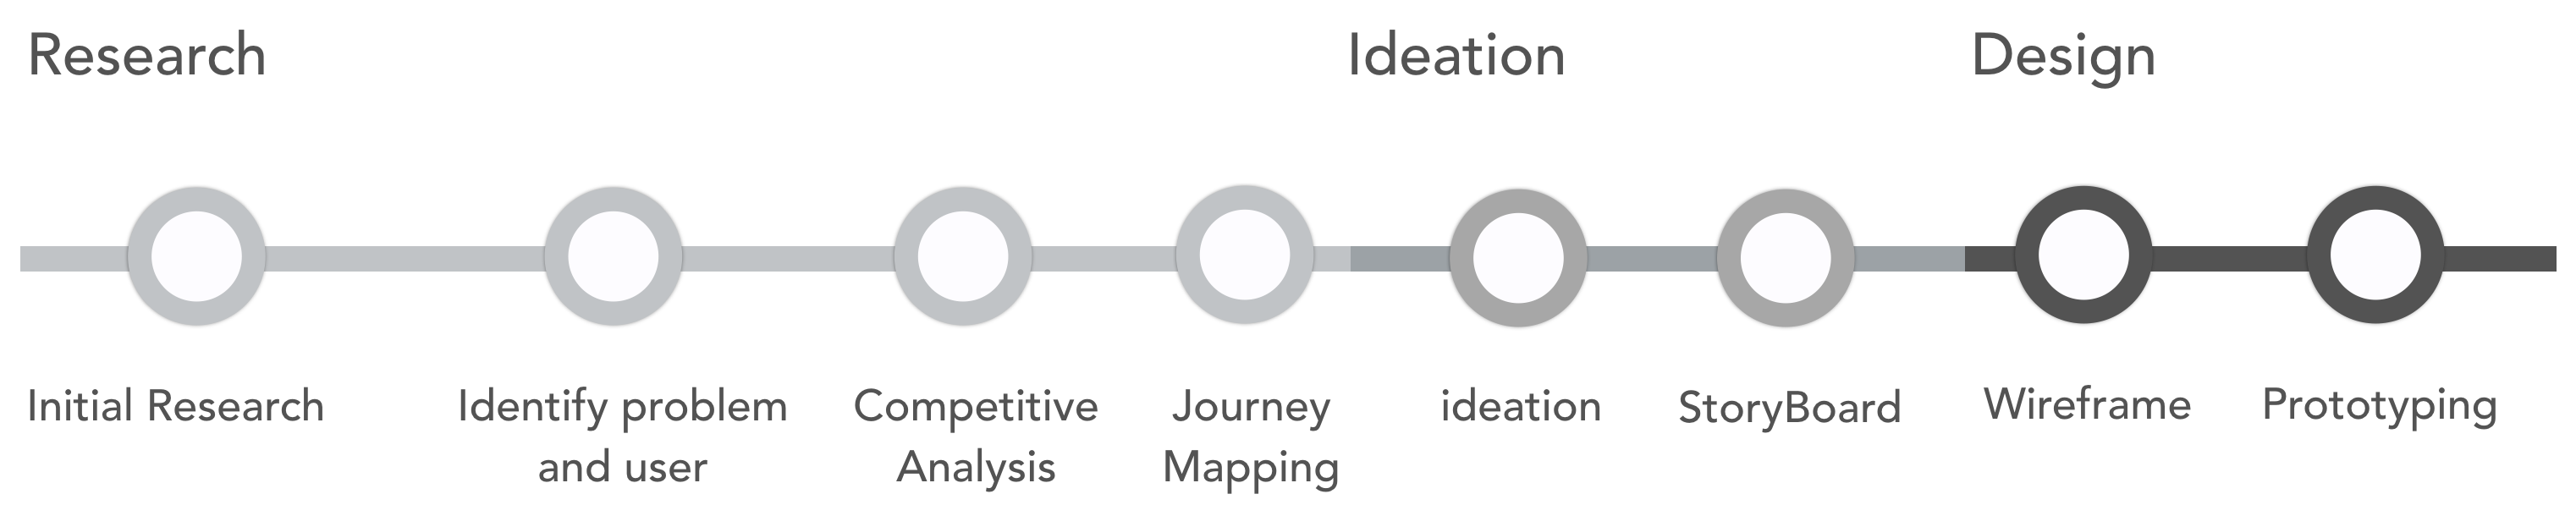 Research
Ideation
Design
Initial Research
Identify problem
and user
Competitive
Analysis
Journey
Mapping
ideation
StoryBoard
Wireframe
Prototyping